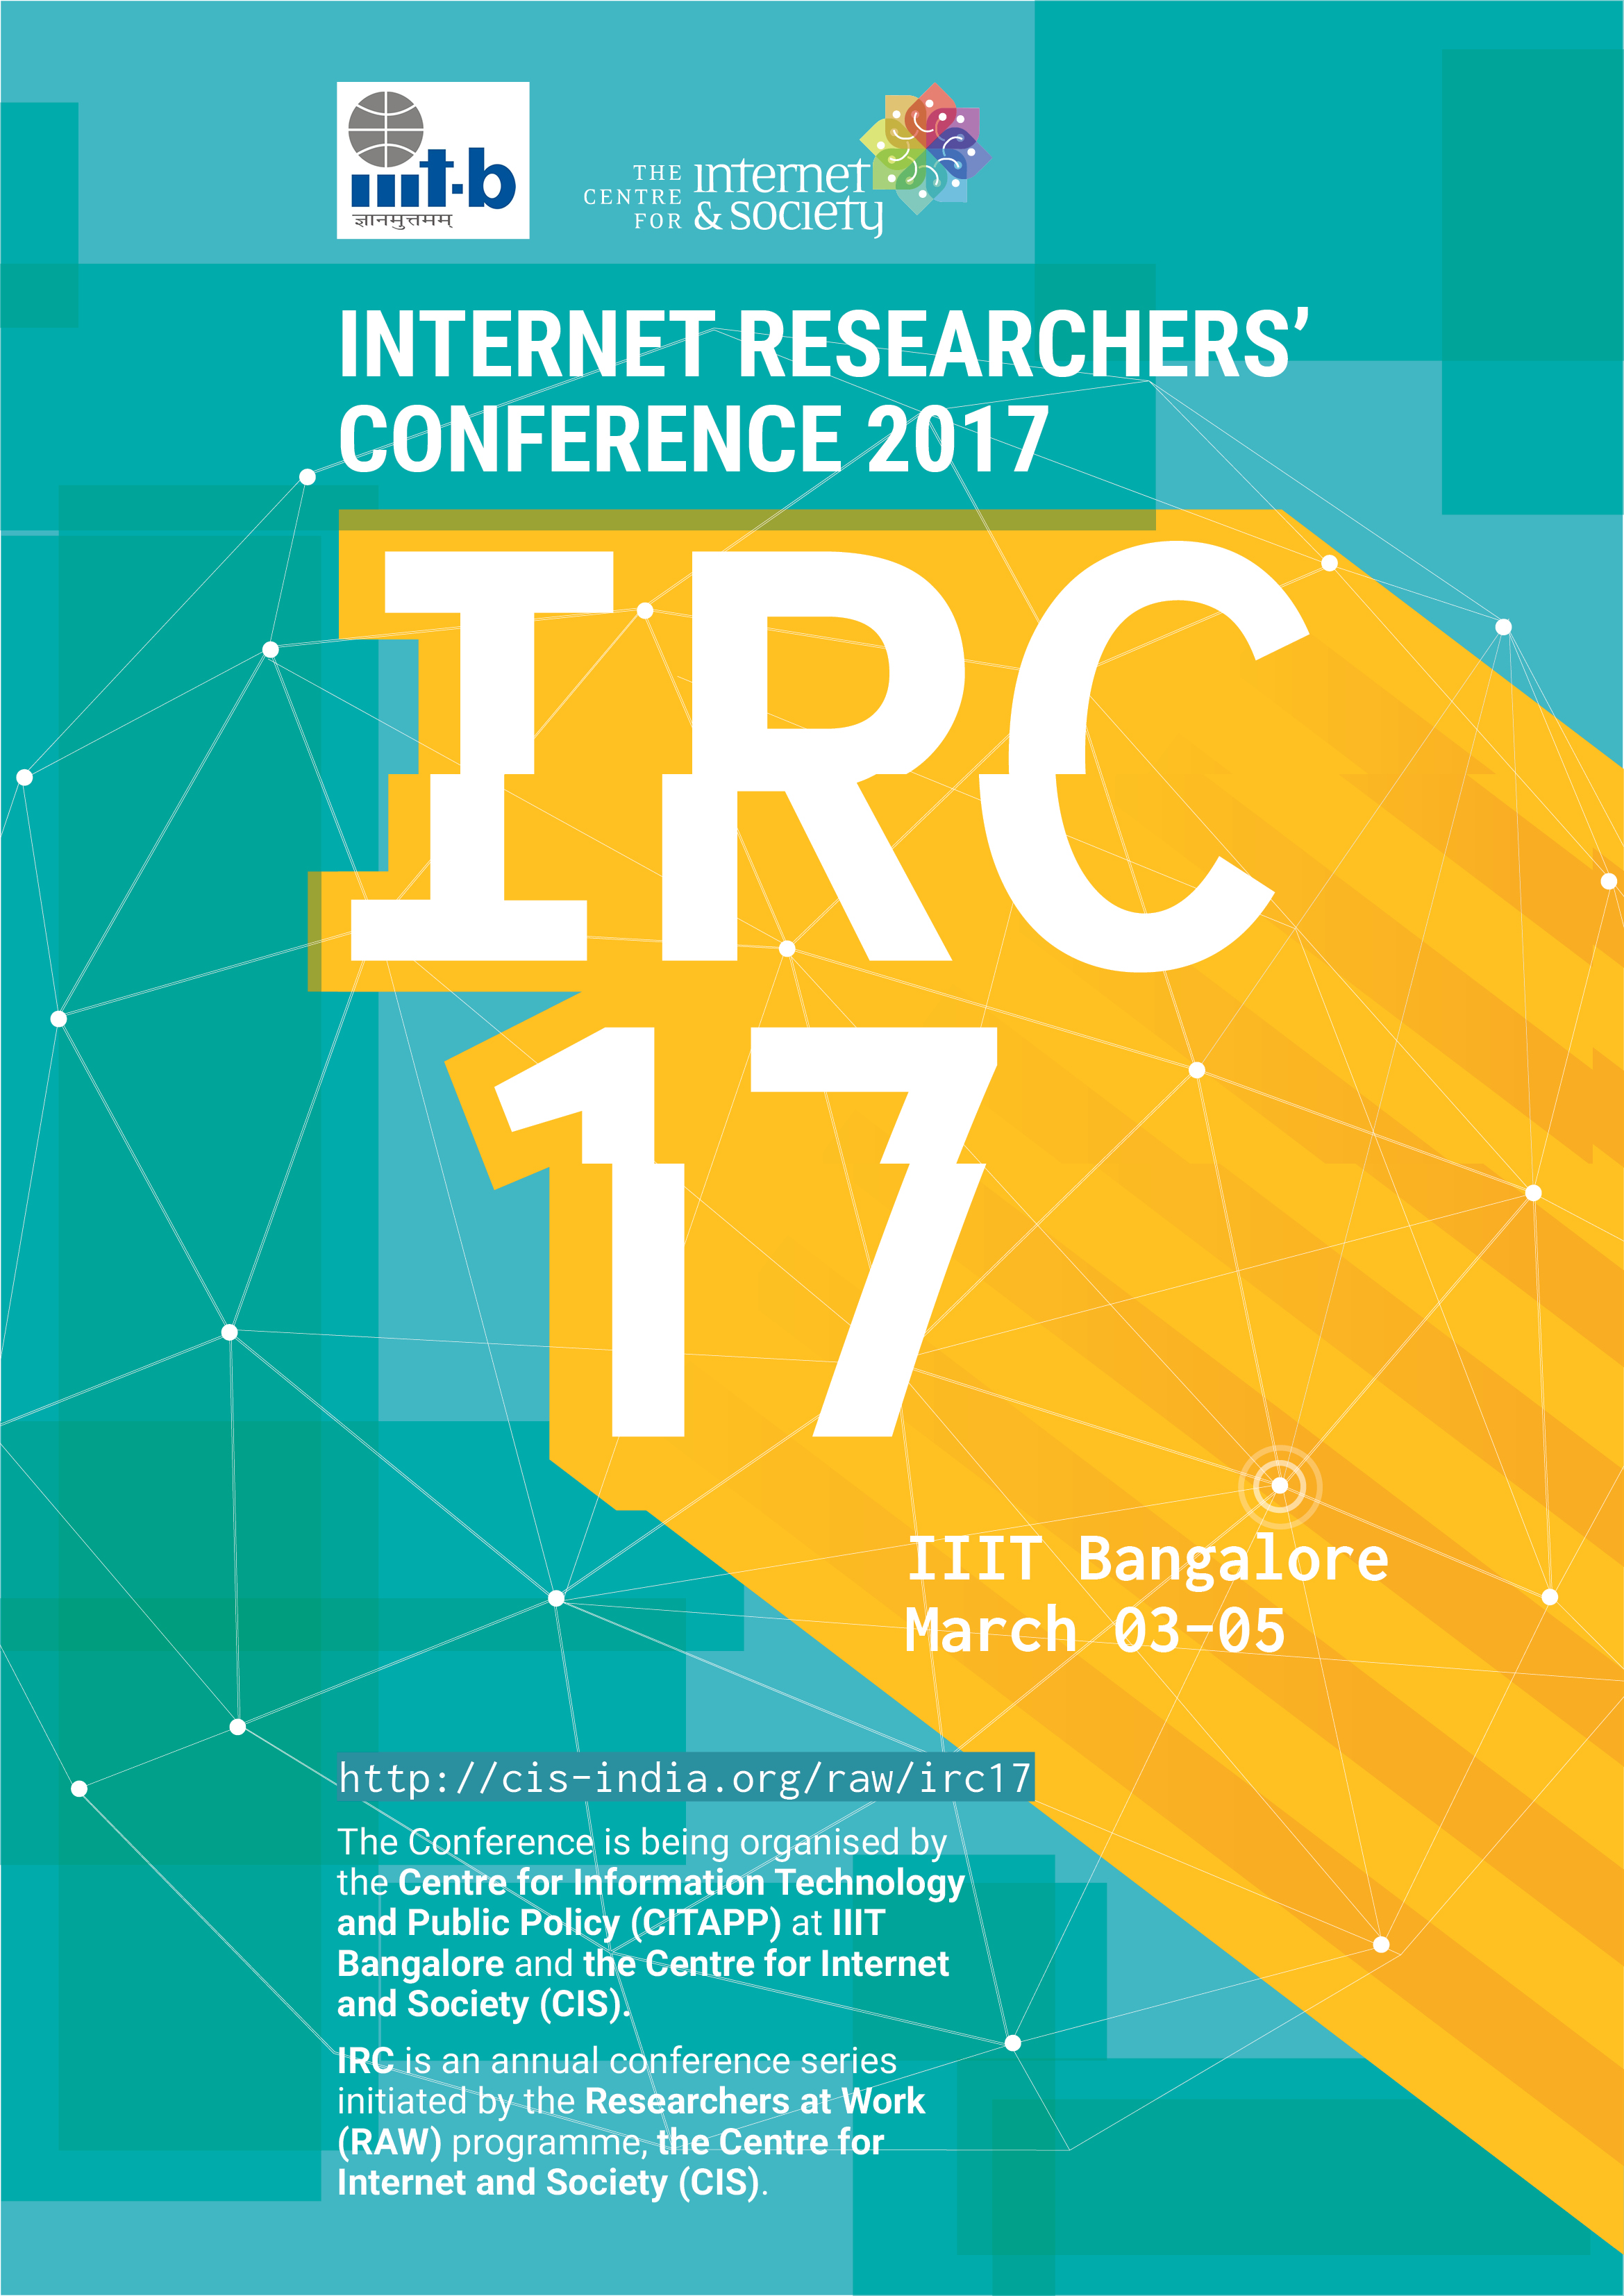 iiit-b
ज्ञानमुत्तमम्
THE
CENTRE
FOR
internet
& society
INTERNET RESEARCHERS’
CONFERENCE 2017
IRC
17
IIIT Bangalore
March 03-05
http://cis-india.org/raw/irc17
The Conference is being organised by
the Centre for Information Technology
and Public Policy (CITAPP) at IIIT
Bangalore and the Centre for Internet
and Society (CIS).
IRC is an annual conference series
initiated by the Researchers at Work
(RAW) programme, the Centre for
Internet and Society (CIS).